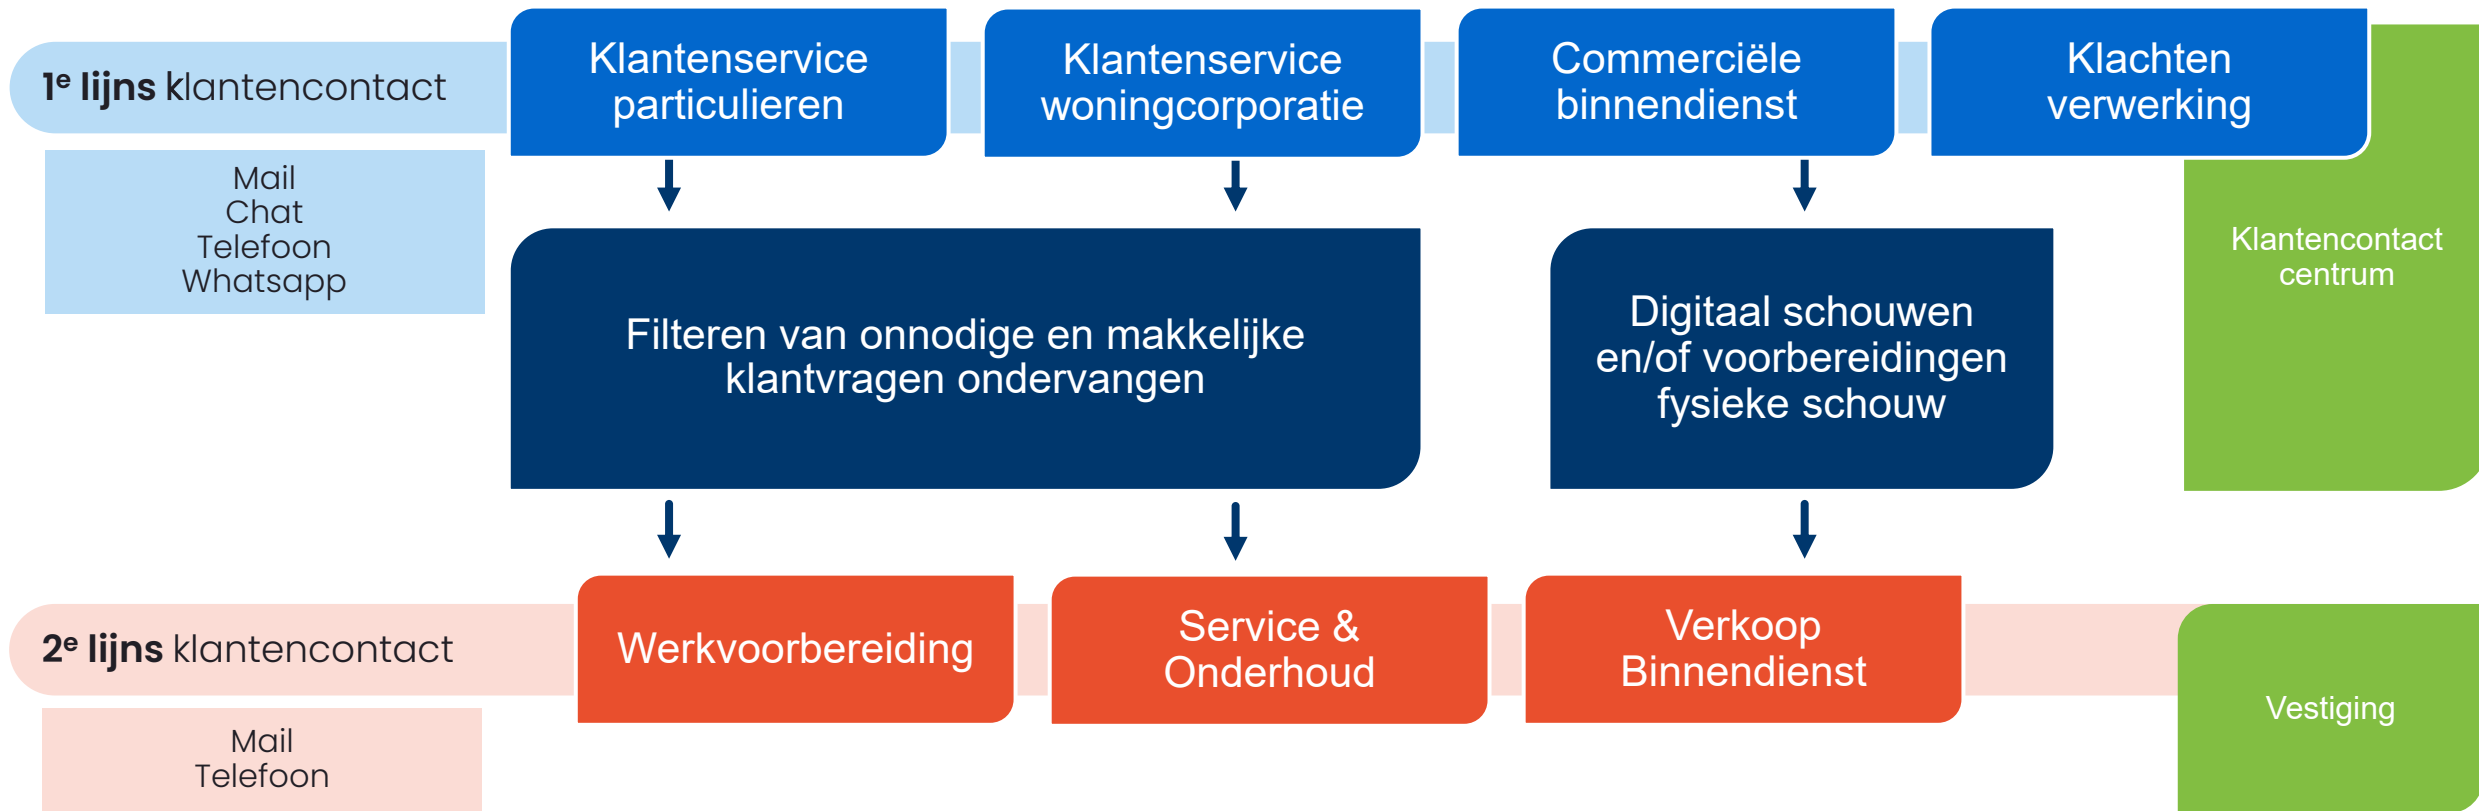 1e lijns klantencontact
Mail
Chat
Telefoon
Whatsapp
Klantenservice
particulieren
Klantenservice
woningcorporatie
Commerciële
binnendienst
Klachten
verwerking
Klantencontact
centrum
Filteren van onnodige en makkelijke
klantvragen ondervangen
Digitaal schouwen
en/of voorbereidingen
fysieke schouw
2e lijns klantencontact
Mail
Telefoon
Werkvoorbereiding
Service &
Onderhoud
Verkoop
Binnendienst
Vestiging